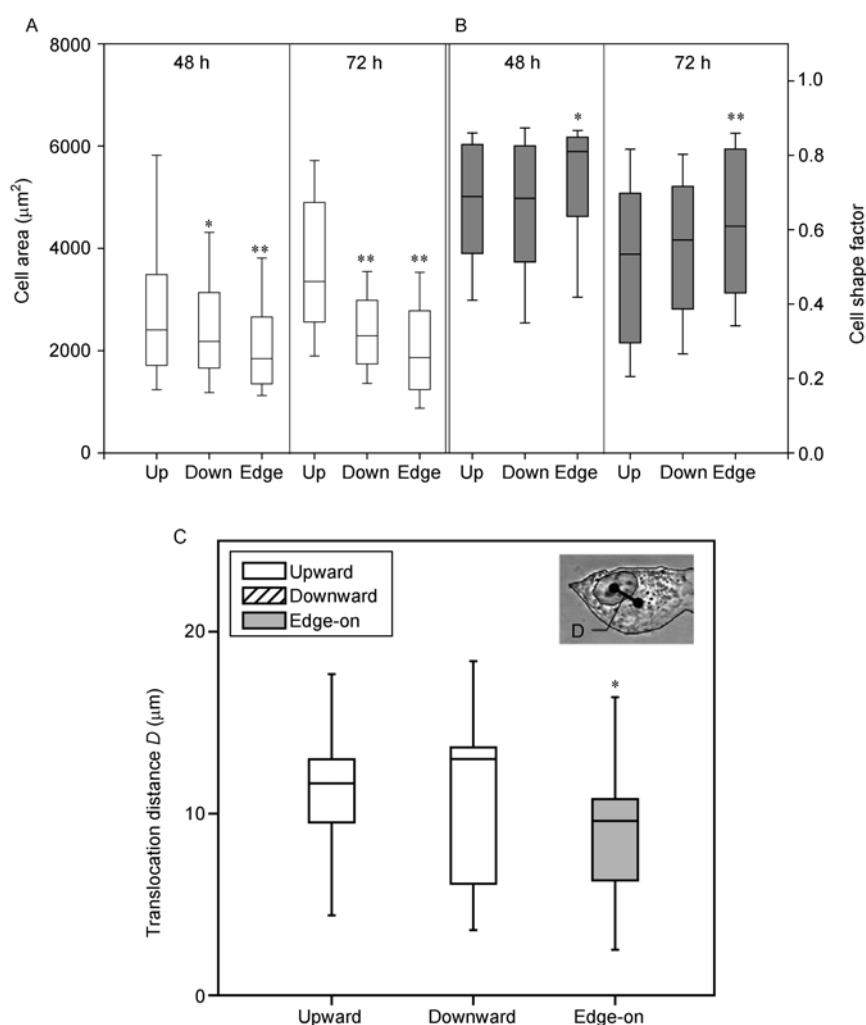 A
B
8000
6000
4000
2000
0
Cell area (μm²)
48 h
72 h
48 h
72 h
*
**
**
**
*
**
1.0
0.8
0.6
0.4
0.2
0.0
Cell shape factor
Up Down Edge Up Down Edge Up Down Edge Up Down Edge
C
Upward
Downward
Edge-on
D
*
20
10
0
Translocation distance D (μm)
Upward Downward Edge-on